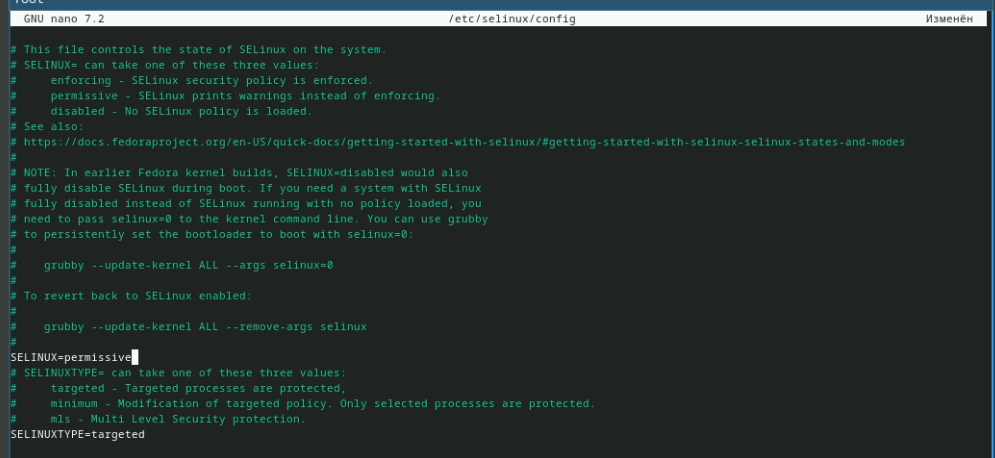 root
GNU nano 7.2 /etc/selinux/config Изменён
# This file controls the state of SELinux on the system.
# SELINUX= can take one of these three values:
#     enforcing - SELinux security policy is enforced.
#     permissive - SELinux prints warnings instead of enforcing.
#     disabled - No SELinux policy is loaded.
# See also:
# https://docs.fedoraproject.org/en-US/quick-docs/getting-started-with-selinux/#getting-started-with-selinux-selinux-states-and-modes
#
# NOTE: In earlier Fedora kernel builds, SELINUX=disabled would also
# fully disable SELinux during boot. If you need a system with SELinux
# fully disabled instead of SELinux running with no policy loaded, you
# need to pass selinux=0 to the kernel command line. You can use grubby
# to persistently set the bootloader to boot with selinux=0:
#
#    grubby --update-kernel ALL --args selinux=0
#
# To revert back to SELinux enabled:
#
#    grubby --update-kernel ALL --remove-args selinux
#
SELINUX=permissive
# SELINUXTYPE= can take one of these three values:
#     targeted - Targeted processes are protected,
#     minimum - Modification of targeted policy. Only selected processes are protected.
#     mls - Multi Level Security protection.
SELINUXTYPE=targeted